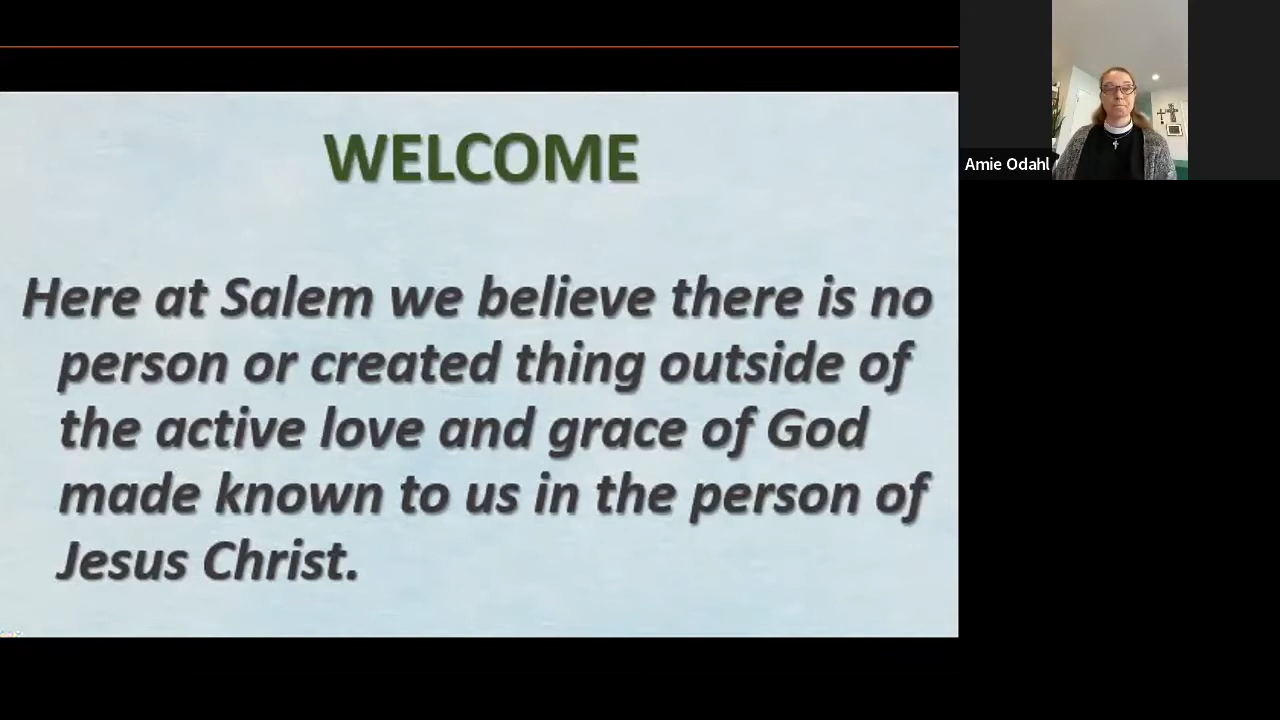 WELCOME
Here at Salem we believe there is no
person or created thing outside of
the active love and grace of God
made known to us in the person of
Jesus Christ.
Amie Odahl